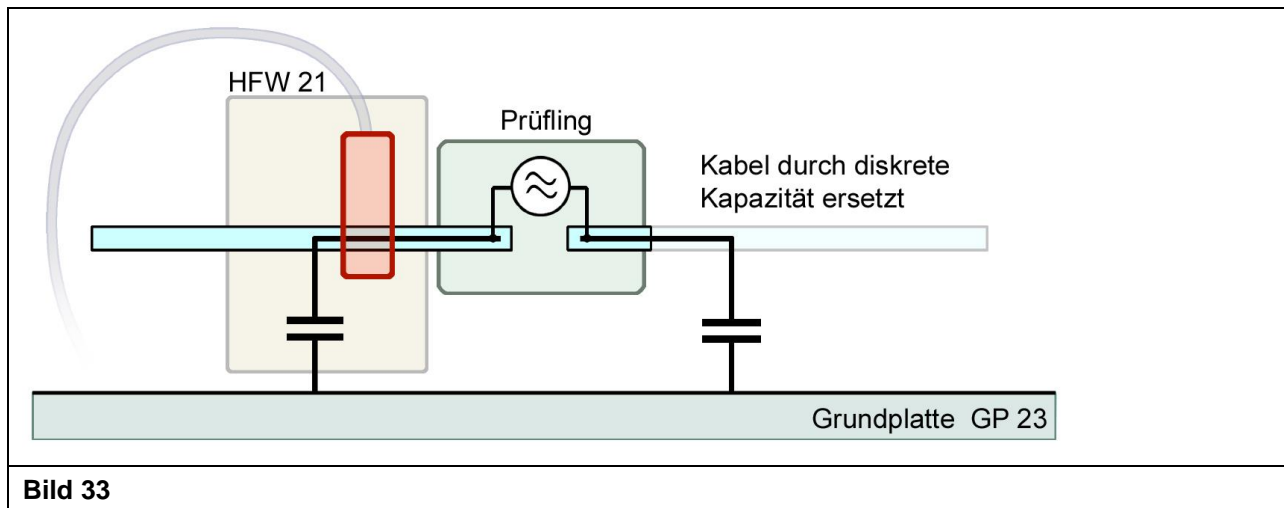 HFW 21
Prüfling
Kabel durch diskrete
Kapazität ersetzt
Grundplatte GP 23
Bild 33